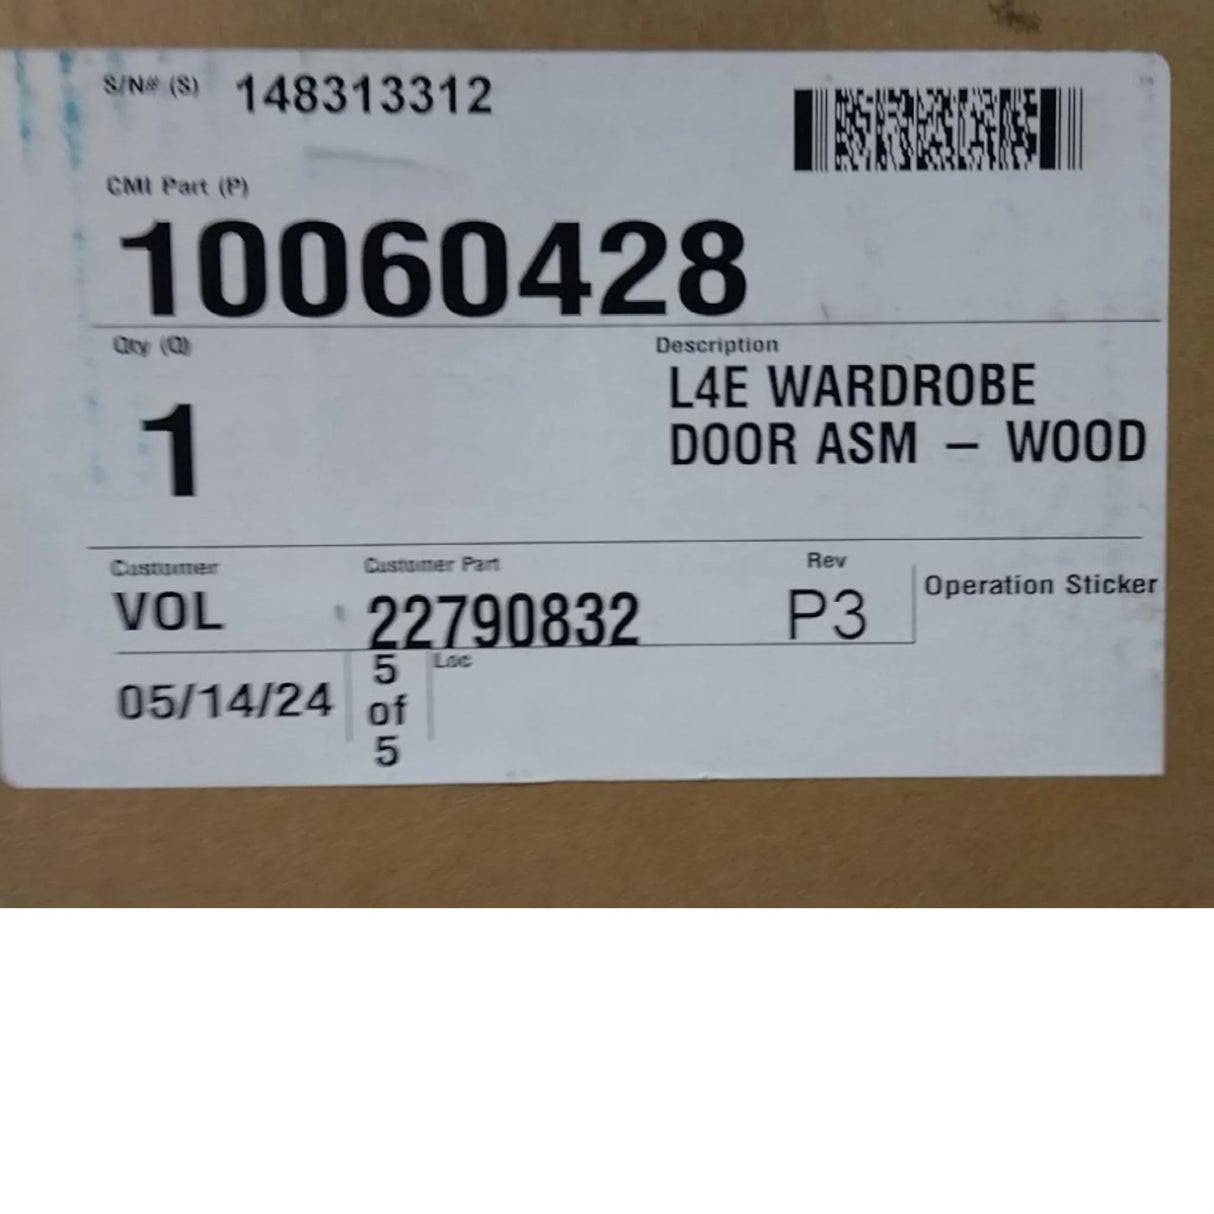 S/N# (S) 148313312
CMI Part (P)
10060428
Qty (Q)
1
Description
L4E WARDROBE
DOOR ASM – WOOD
Customer
VOL
Customer Part
22790832
Rev
P3
Operation Sticker
05/14/24
5
of
5
Loc